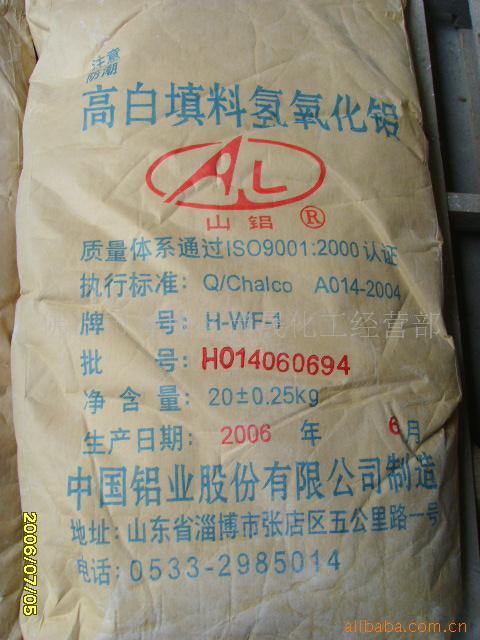 注意
防潮
高白填料氢氧化铝
AL
山铝 ®
质量体系通过ISO9001:2000认证
执行标准: Q/Chalco A014-2004
牌 号: H-WF-1
化工经营部
批 号: H014060694
净含量: 20±0.25kg
生产日期: 2006 年 6月
中国铝业股份有限公司制造
地址: 山东省淄博市张店区五公里路一号
电话: 0533-2985014
2006/07/05
alibaba.com.cn